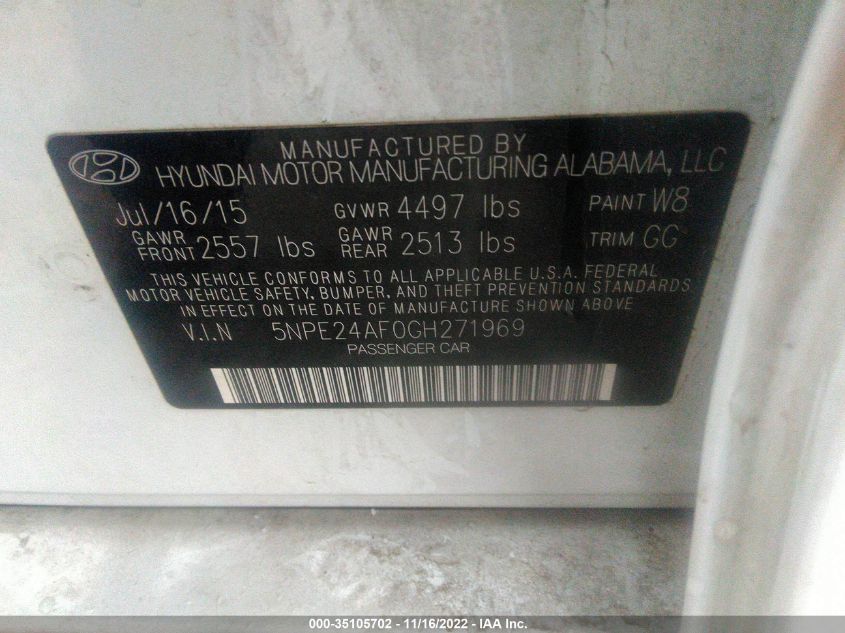 MANUFACTURED BY
HYUNDAI MOTOR MANUFACTURING ALABAMA, LLC
Jul/16/15 GVWR 4497 lbs PAINT W8
GAWR FRONT 2557 lbs GAWR REAR 2513 lbs TRIM GG
THIS VEHICLE CONFORMS TO ALL APPLICABLE U.S.A. FEDERAL
MOTOR VEHICLE SAFETY, BUMPER, AND THEFT PREVENTION STANDARDS
IN EFFECT ON THE DATE OF MANUFACTURE SHOWN ABOVE
V.I.N 5NPE24AF0GH271969
PASSENGER CAR
000-35105702 - 11/16/2022 - IAA Inc.